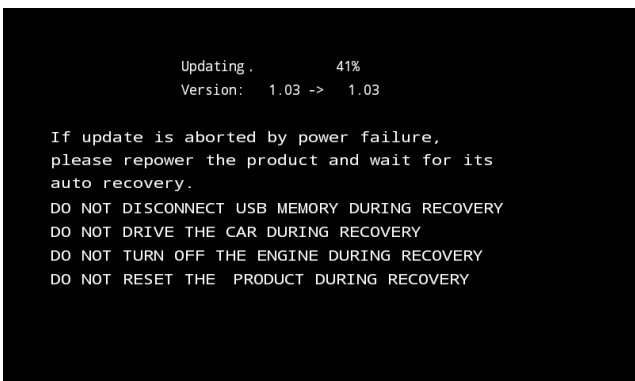 Updating. 41%
Version: 1.03 -> 1.03
If update is aborted by power failure,
please repower the product and wait for its
auto recovery.
DO NOT DISCONNECT USB MEMORY DURING RECOVERY
DO NOT DRIVE THE CAR DURING RECOVERY
DO NOT TURN OFF THE ENGINE DURING RECOVERY
DO NOT RESET THE PRODUCT DURING RECOVERY